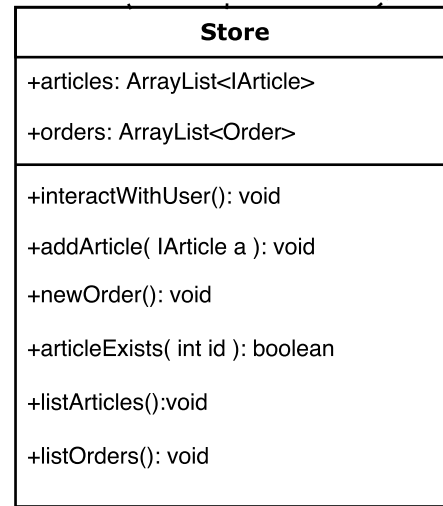 Store
+articles: ArrayList<IArticle>
+orders: ArrayList<Order>
+interactWithUser(): void
+addArticle( IArticle a ): void
+newOrder(): void
+articleExists( int id ): boolean
+listArticles():void
+listOrders(): void